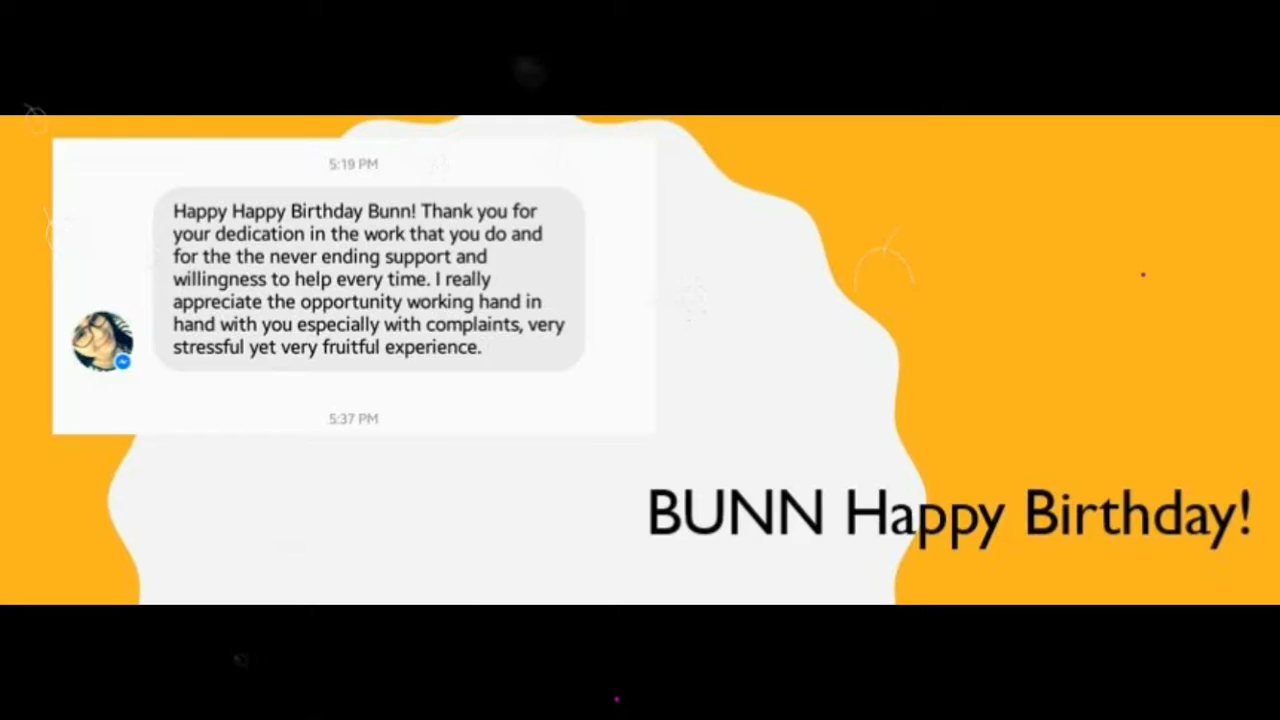 5:19 PM
Happy Happy Birthday Bunn! Thank you for
your dedication in the work that you do and
for the the never ending support and
willingness to help every time. I really
appreciate the opportunity working hand in
hand with you especially with complaints, very
stressful yet very fruitful experience.
5:37 PM
BUNN Happy Birthday!